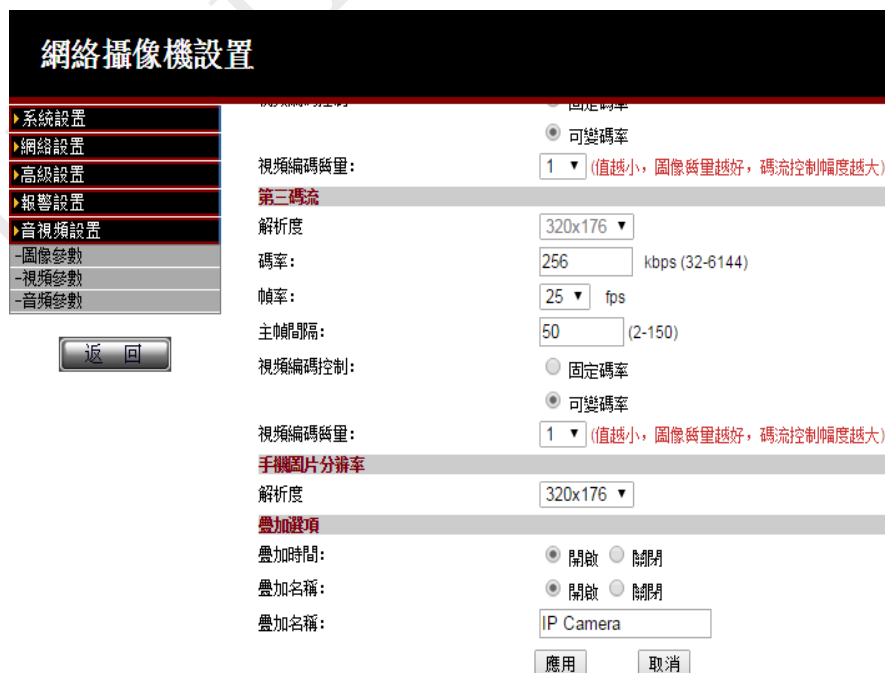 網絡攝像機設置
系統設置
網絡設置
高級設置
報警設置
音視頻設置
-圖像參數
-視頻參數
-音頻參數
返 回
固定碼率
可變碼率
視頻編碼質量: 1 (值越小，圖像質量越好，碼流控制幅度越大)
第三碼流
解析度 320x176
碼率: 256 kbps (32-6144)
幀率: 25 fps
主幀間隔: 50 (2-150)
視頻編碼控制: 固定碼率
可變碼率
視頻編碼質量: 1 (值越小，圖像質量越好，碼流控制幅度越大)
手機圖片分辨率
解析度 320x176
疊加選項
疊加時間: 開啟 關閉
疊加名稱: 開啟 關閉
疊加名稱: IP Camera
應用 取消